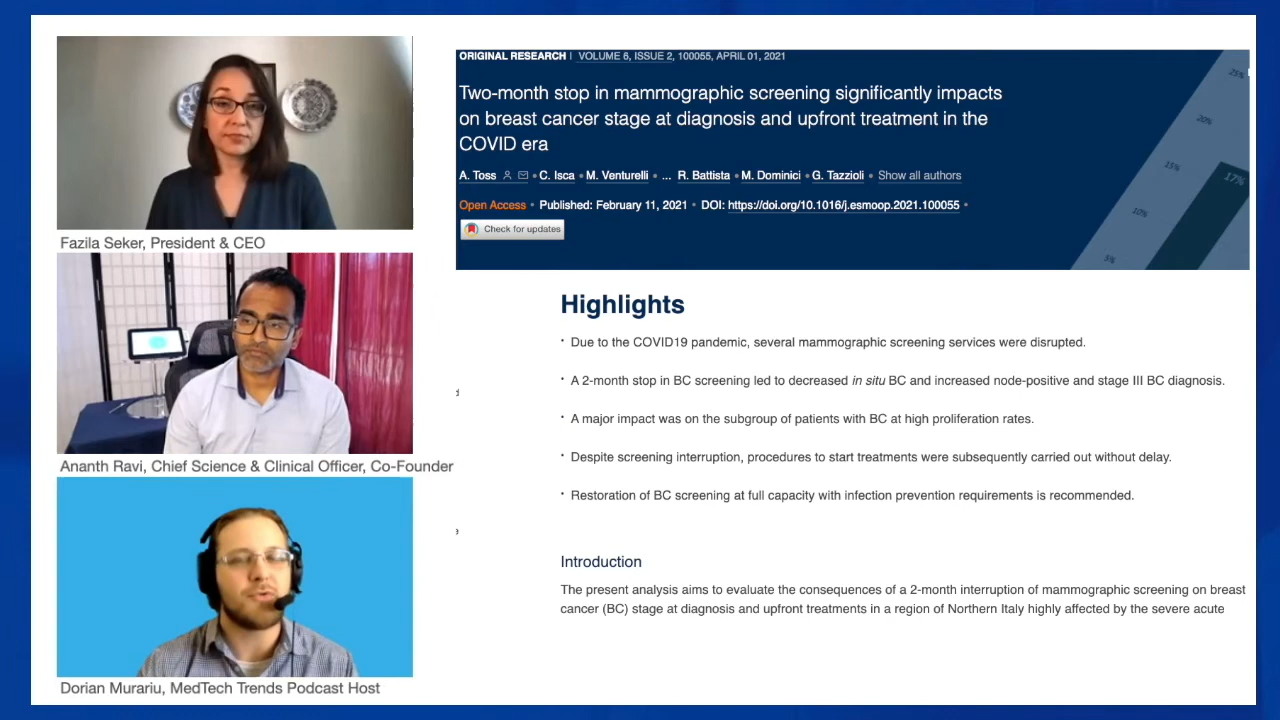 Fazila Seker, President & CEO
Ananth Ravi, Chief Science & Clinical Officer, Co-Founder
Dorian Murariu, MedTech Trends Podcast Host
ORIGINAL RESEARCH | VOLUME 6, ISSUE 2, 100055, APRIL 01, 2021
Two-month stop in mammographic screening significantly impacts
on breast cancer stage at diagnosis and upfront treatment in the
COVID era
A. Toss • C. Isca • M. Venturelli • ... R. Battista • M. Dominici • G. Tazzioli • Show all authors
Open Access • Published: February 11, 2021 • DOI: https://doi.org/10.1016/j.esmoop.2021.100055 •
Check for updates
25%
20%
15%
17%
10%
5%
Highlights
• Due to the COVID19 pandemic, several mammographic screening services were disrupted.
• A 2-month stop in BC screening led to decreased in situ BC and increased node-positive and stage III BC diagnosis.
• A major impact was on the subgroup of patients with BC at high proliferation rates.
• Despite screening interruption, procedures to start treatments were subsequently carried out without delay.
• Restoration of BC screening at full capacity with infection prevention requirements is recommended.
Introduction
The present analysis aims to evaluate the consequences of a 2-month interruption of mammographic screening on breast
cancer (BC) stage at diagnosis and upfront treatments in a region of Northern Italy highly affected by the severe acute